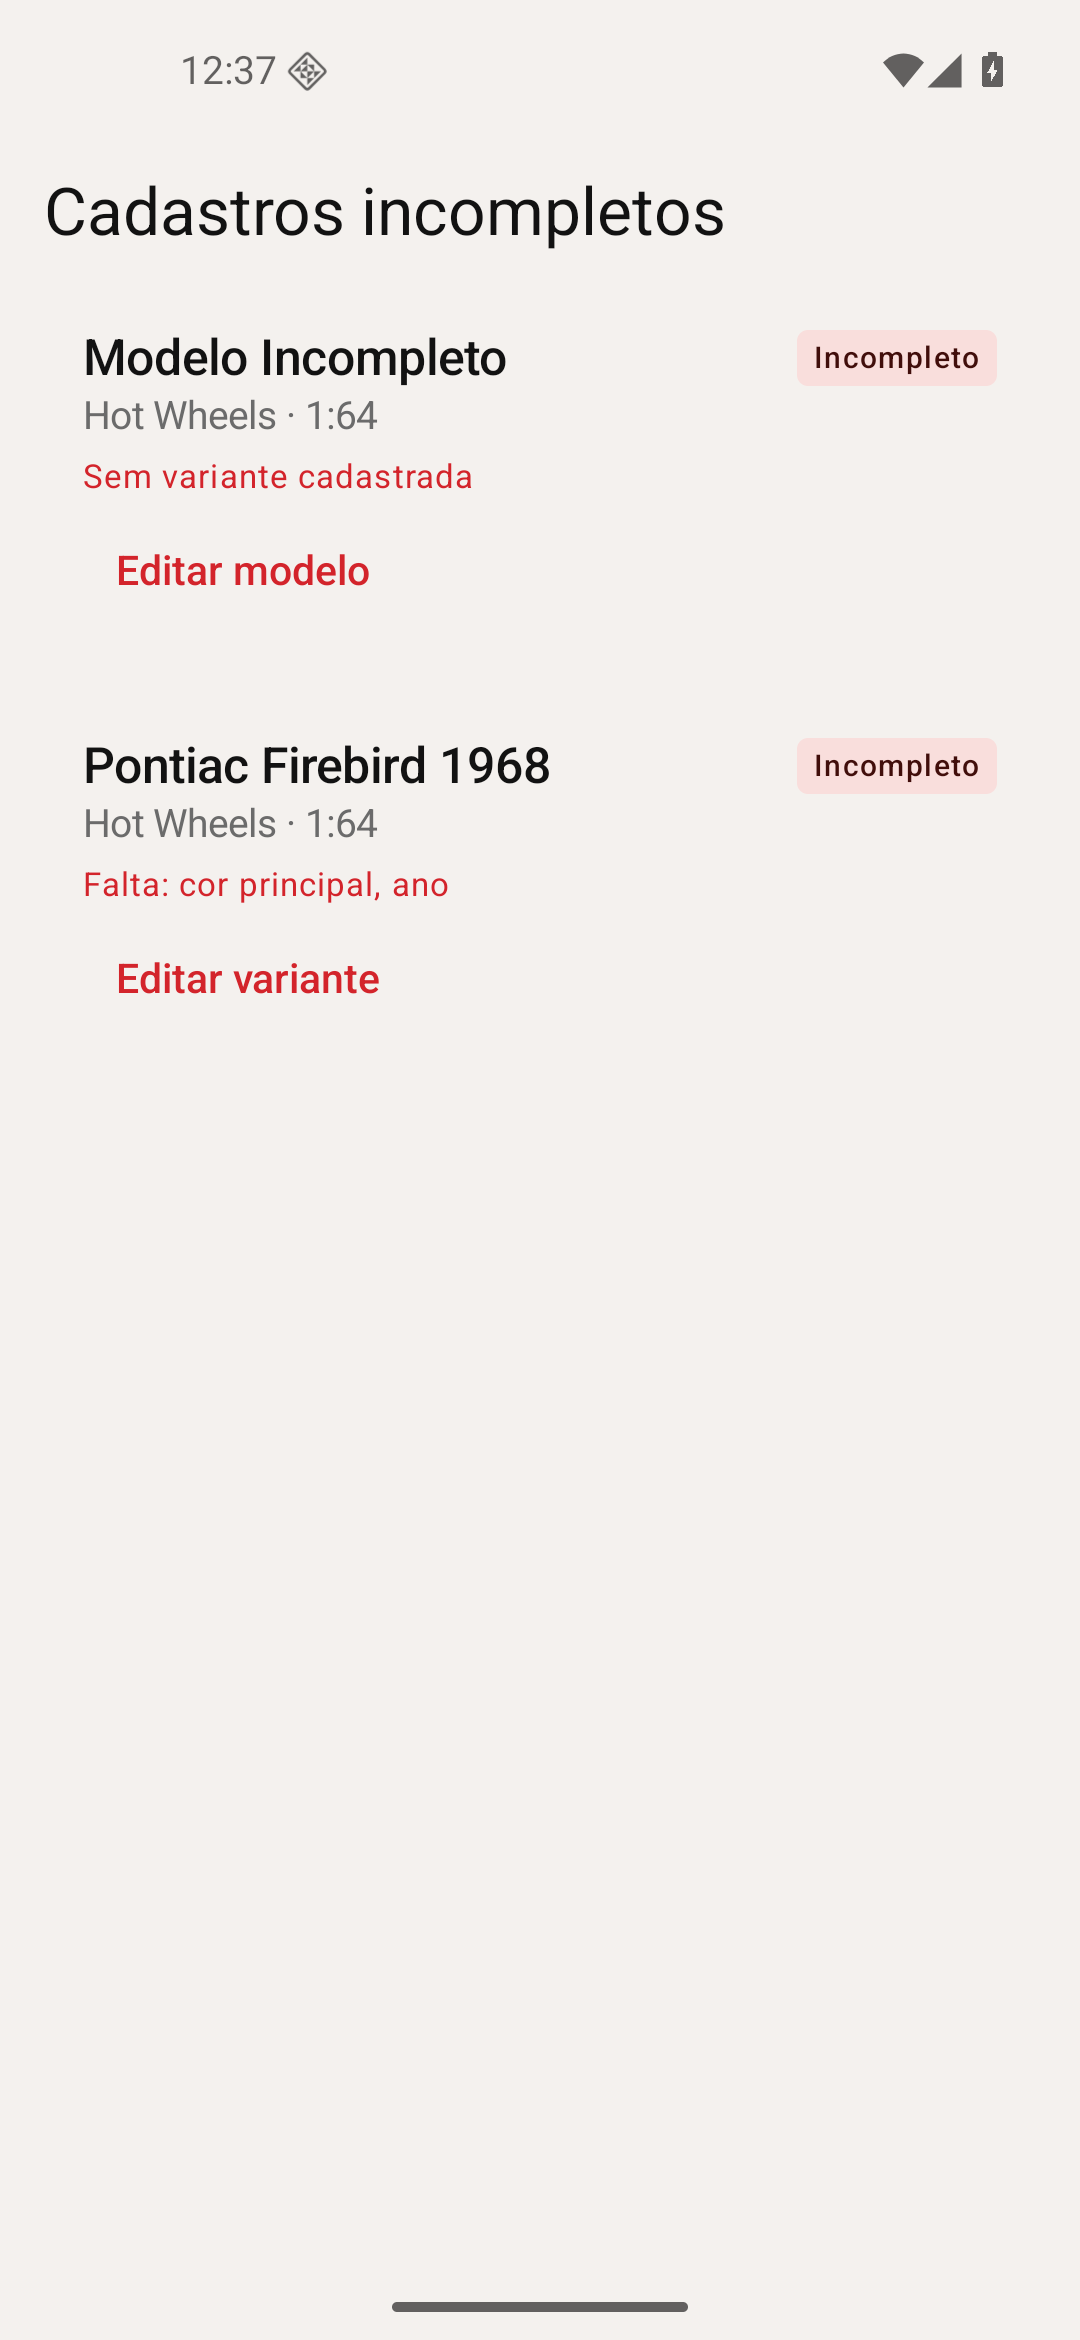 12:37
Cadastros incompletos
Modelo Incompleto
Incompleto
Hot Wheels · 1:64
Sem variante cadastrada
Editar modelo
Pontiac Firebird 1968
Incompleto
Hot Wheels · 1:64
Falta: cor principal, ano
Editar variante